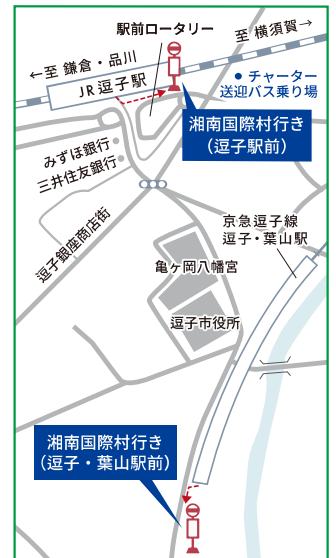 駅前ロータリー
至 横須賀→
←至 鎌倉・品川
JR 逗子駅
● チャーター
送迎バス乗り場
湘南国際村行き
（逗子駅前）
みずほ銀行
三井住友銀行
逗子銀座商店街
京急逗子線
逗子・葉山駅
亀ヶ岡八幡宮
逗子市役所
湘南国際村行き
（逗子・葉山駅前）